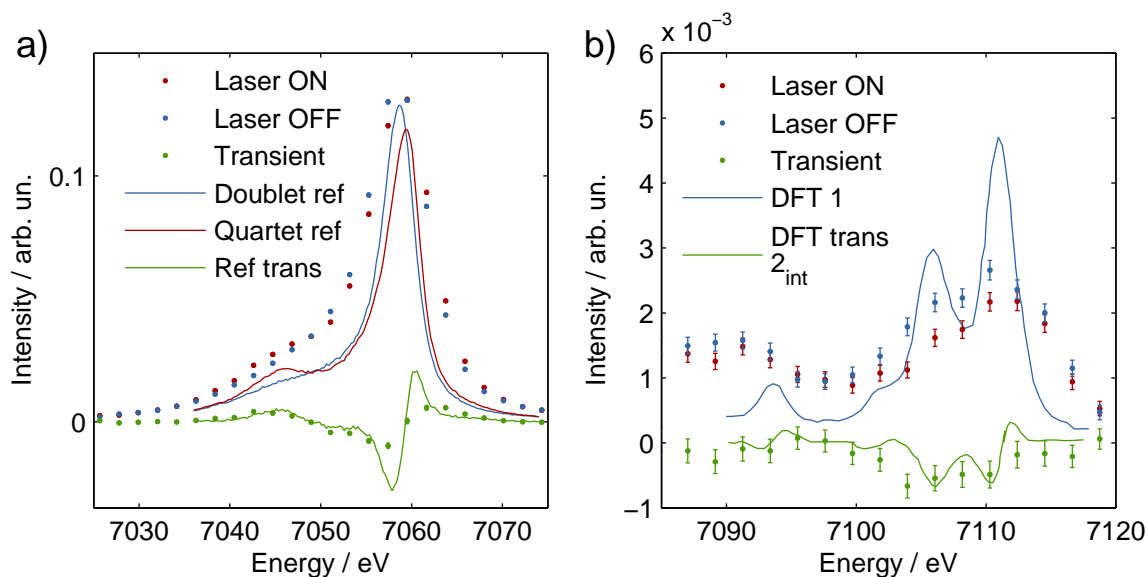 a)
Laser ON
Laser OFF
Transient
Doublet ref
Quartet ref
Ref trans
0.1
0
Intensity / arb. un.
7030 7040 7050 7060 7070
Energy / eV
b)
x 10⁻³
Laser ON
Laser OFF
Transient
DFT 1
DFT trans
2int
6
5
4
3
2
1
0
−1
Intensity / arb. un.
7090 7100 7110 7120
Energy / eV